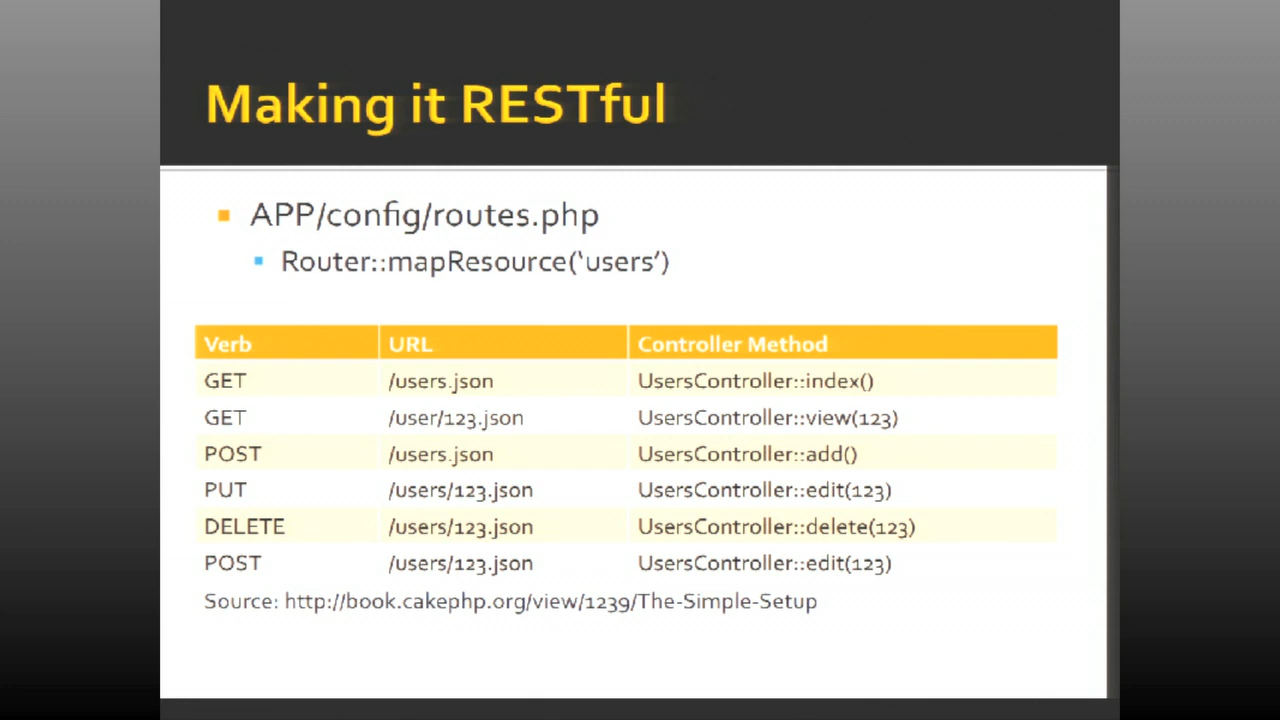 Making it RESTful
APP/config/routes.php
Router::mapResource(‘users’)
Verb URL Controller Method
GET /users.json UsersController::index()
GET /user/123.json UsersController::view(123)
POST /users.json UsersController::add()
PUT /users/123.json UsersController::edit(123)
DELETE /users/123.json UsersController::delete(123)
POST /users/123.json UsersController::edit(123)
Source: http://book.cakephp.org/view/1239/The-Simple-Setup